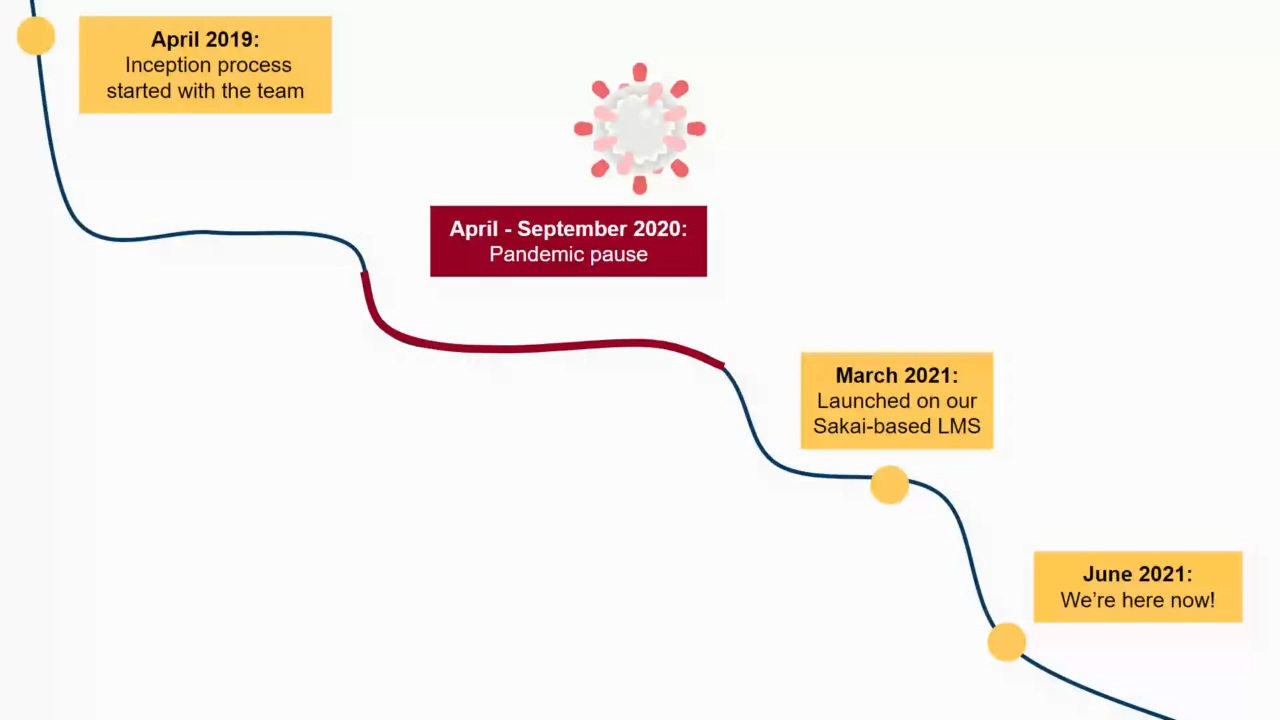 April 2019:
Inception process
started with the team
April - September 2020:
Pandemic pause
March 2021:
Launched on our
Sakai-based LMS
June 2021:
We’re here now!